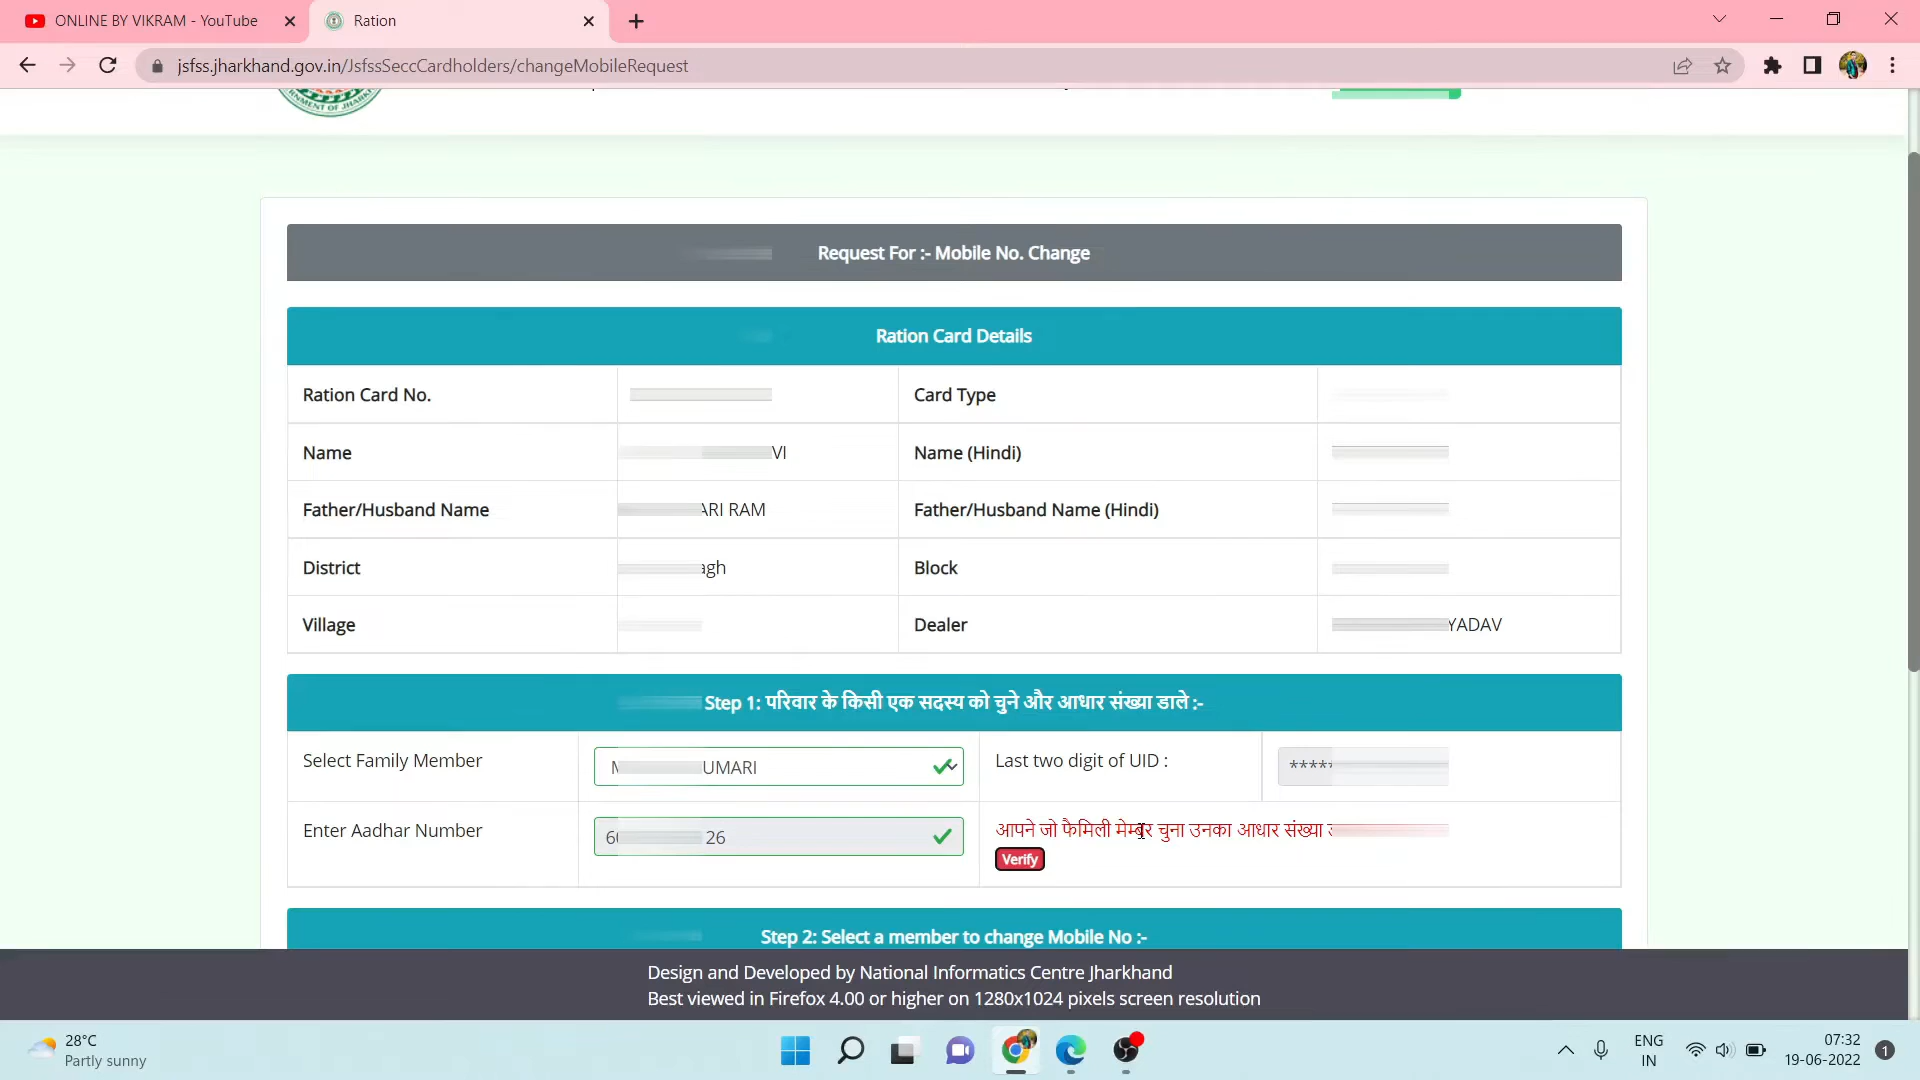 ONLINE BY VIKRAM - YouTube
Ration
jsfss.jharkhand.gov.in/JsfssSeccCardholders/changeMobileRequest
Request For :- Mobile No. Change
Ration Card Details
Ration Card No.
Card Type
Name
VI
Name (Hindi)
Father/Husband Name
ARI RAM
Father/Husband Name (Hindi)
District
agh
Block
Village
Dealer
YADAV
Step 1: परिवार के किसी एक सदस्य को चुने और आधार संख्या डाले :-
Select Family Member
UMARI
Last two digit of UID :
*****
Enter Aadhar Number
26
आपने जो फैमिली मेम्बर चुना उनका आधार संख्या
Verify
Step 2: Select a member to change Mobile No :-
Design and Developed by National Informatics Centre Jharkhand
Best viewed in Firefox 4.00 or higher on 1280x1024 pixels screen resolution
28°C
Partly sunny
ENG
IN
07:32
19-06-2022
1